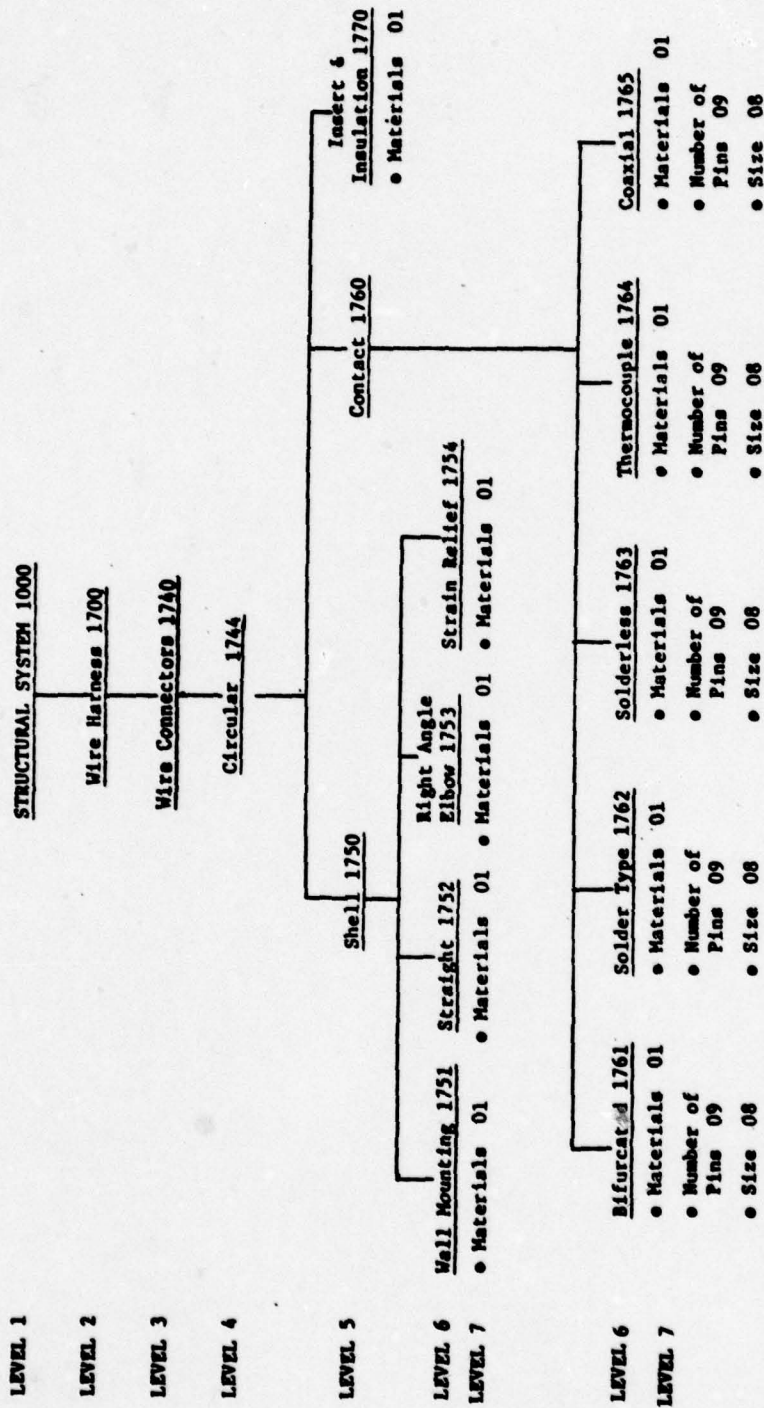 LEVEL 1
STRUCTURAL SYSTEM 1000
LEVEL 2
Wire Harness 1700
LEVEL 3
Wire Connectors 1740
LEVEL 4
Circular 1744
LEVEL 5
Shell 1750
Contact 1760
Insert &
Insulation 1770
• Materials 01
LEVEL 6
Wall Mounting 1751
Straight 1752
Right Angle
Elbow 1753
Strain Relief 1754
LEVEL 7
• Materials 01
• Materials 01
• Materials 01
• Materials 01
LEVEL 6
Bifurcated 1761
Solder Type 1762
Solderless 1763
Thermocouple 1764
Coaxial 1765
LEVEL 7
• Materials 01
• Materials 01
• Materials 01
• Materials 01
• Materials 01
• Number of
Pins 09
• Number of
Pins 09
• Number of
Pins 09
• Number of
Pins 09
• Number of
Pins 09
• Size 08
• Size 08
• Size 08
• Size 08
• Size 08